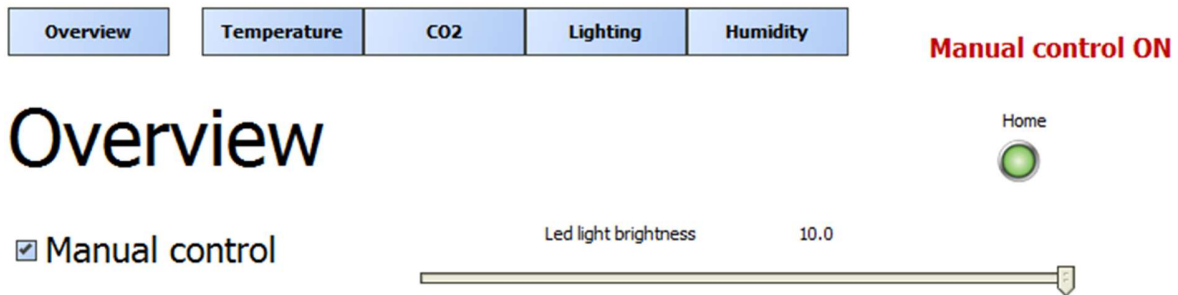 Overview Temperature CO2 Lighting Humidity
Manual control ON
Overview
Home
Manual control
Led light brightness 10.0